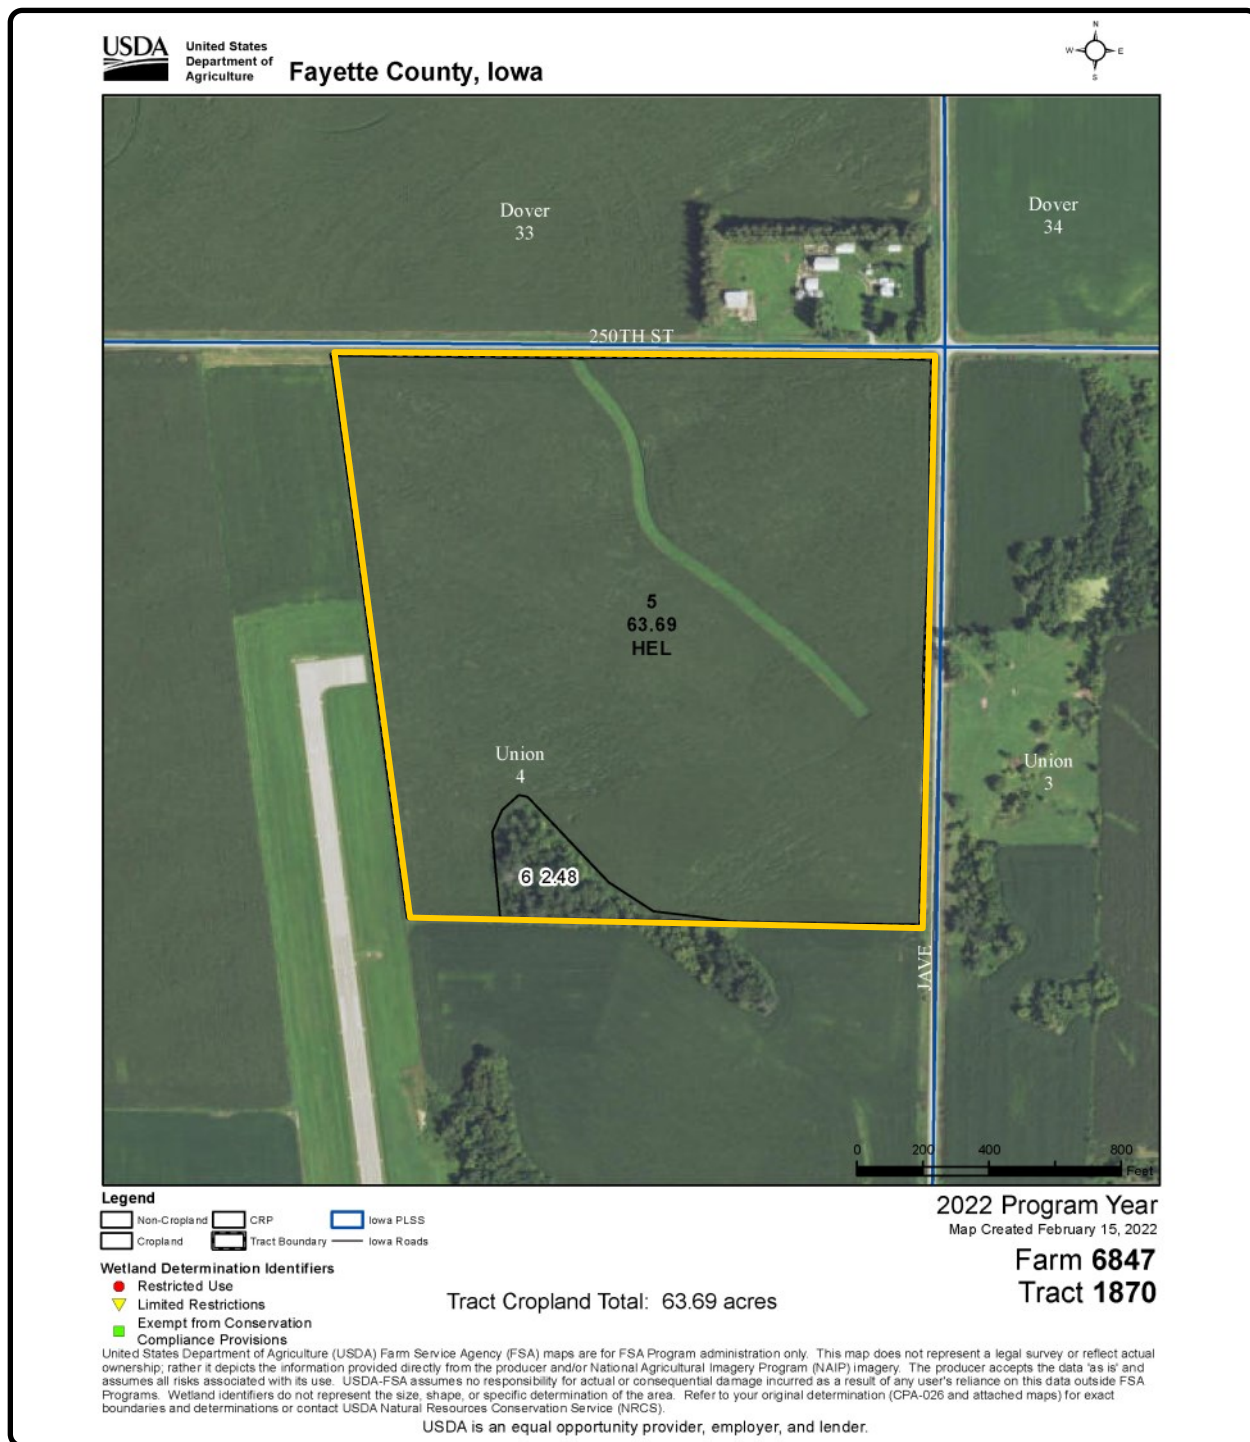 USDA
United States
Department of
Agriculture
Fayette County, Iowa
N
W E
S
Dover
33
Dover
34
250TH ST
5
63.69
HEL
Union
4
Union
3
6 2.48
JAVE
0 200 400 800
Feet
Legend
Non-Cropland CRP Iowa PLSS
Cropland Tract Boundary Iowa Roads
Wetland Determination Identifiers
Restricted Use
Limited Restrictions
Exempt from Conservation
Compliance Provisions
Tract Cropland Total: 63.69 acres
2022 Program Year
Map Created February 15, 2022
Farm 6847
Tract 1870
United States Department of Agriculture (USDA) Farm Service Agency (FSA) maps are for FSA Program administration only. This map does not represent a legal survey or reflect actual
ownership; rather it depicts the information provided directly from the producer and/or National Agricultural Imagery Program (NAIP) imagery. The producer accepts the data 'as is' and
assumes all risks associated with its use. USDA-FSA assumes no responsibility for actual or consequential damage incurred as a result of any user's reliance on this data outside FSA
Programs. Wetland identifiers do not represent the size, shape, or specific determination of the area. Refer to your original determination (CPA-026 and attached maps) for exact
boundaries and determinations or contact USDA Natural Resources Conservation Service (NRCS).
USDA is an equal opportunity provider, employer, and lender.